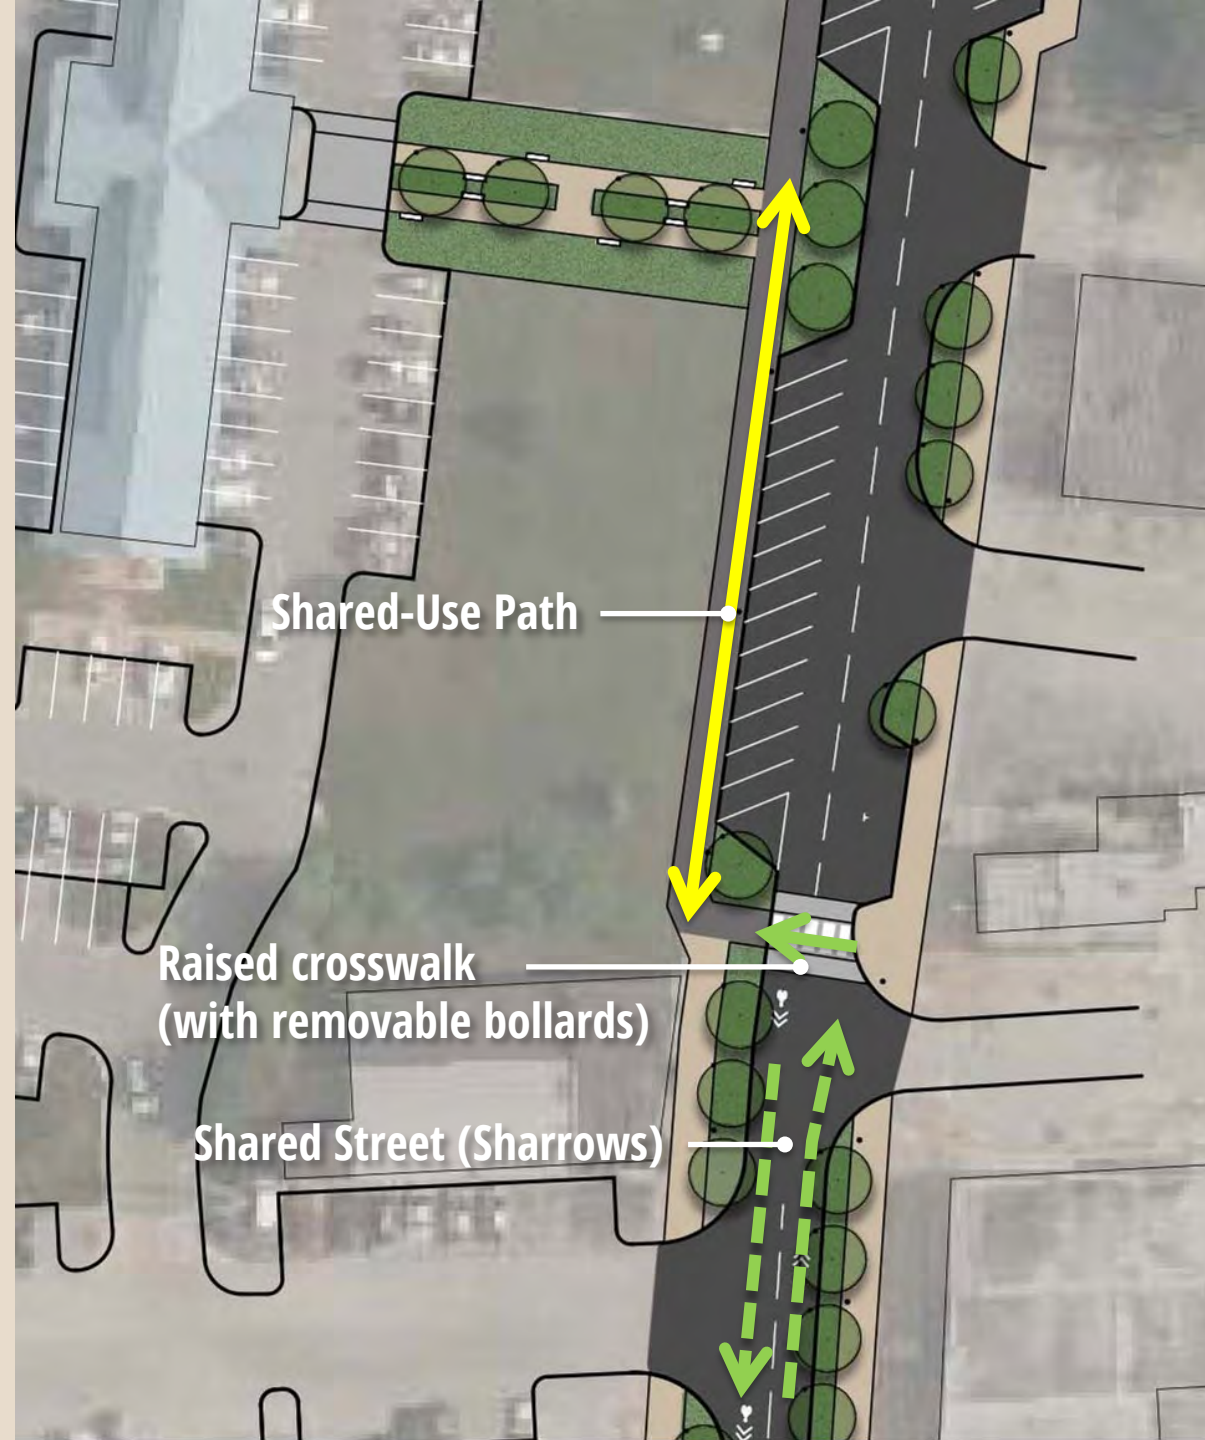 Shared-Use Path
Raised crosswalk
(with removable bollards)
Shared Street (Sharrows)